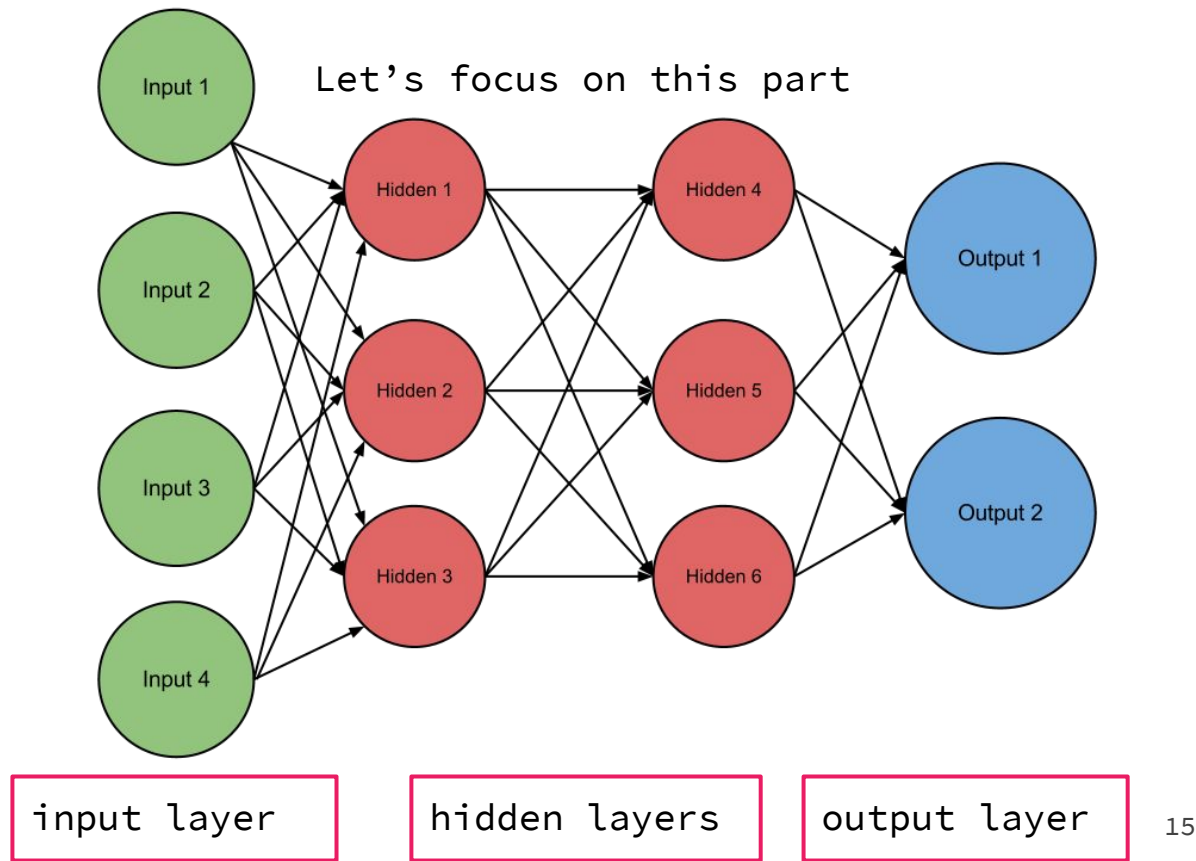 Let’s focus on this part
Input 1
Input 2
Input 3
Input 4
Hidden 1
Hidden 2
Hidden 3
Hidden 4
Hidden 5
Hidden 6
Output 1
Output 2
input layer
hidden layers
output layer
15